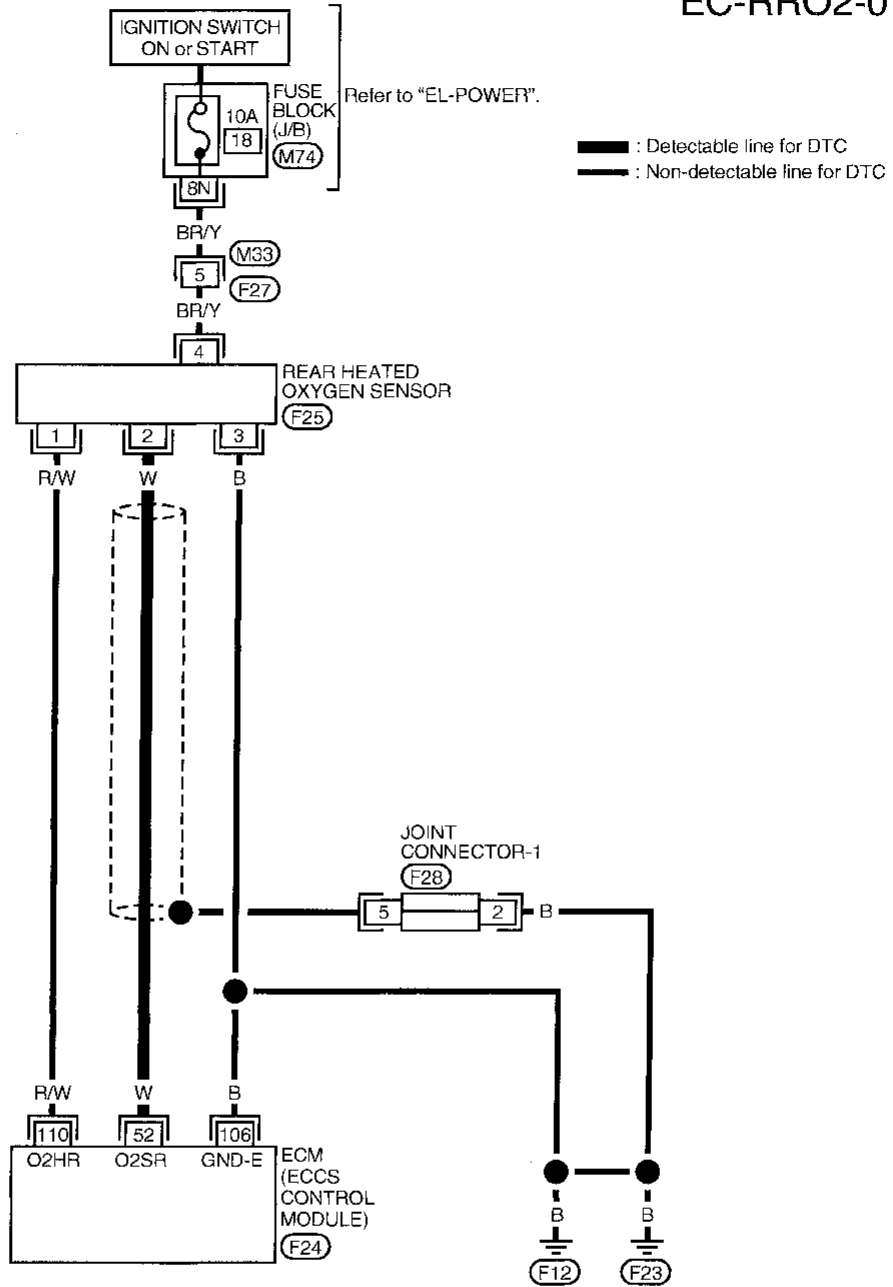 EC-RRO2-0
IGNITION SWITCH
ON or START
FUSE
BLOCK
(J/B)
Refer to “EL-POWER”.
10A
18
M74
8N
: Detectable line for DTC
: Non-detectable line for DTC
BR/Y
M33
5
F27
BR/Y
4
REAR HEATED
OXYGEN SENSOR
F25
1 2 3
R/W W B
JOINT
CONNECTOR-1
F28
5 2 B
R/W W B
110 52 106
O2HR O2SR GND-E
ECM
(ECCS
CONTROL
MODULE)
F24
B B
F12 F23